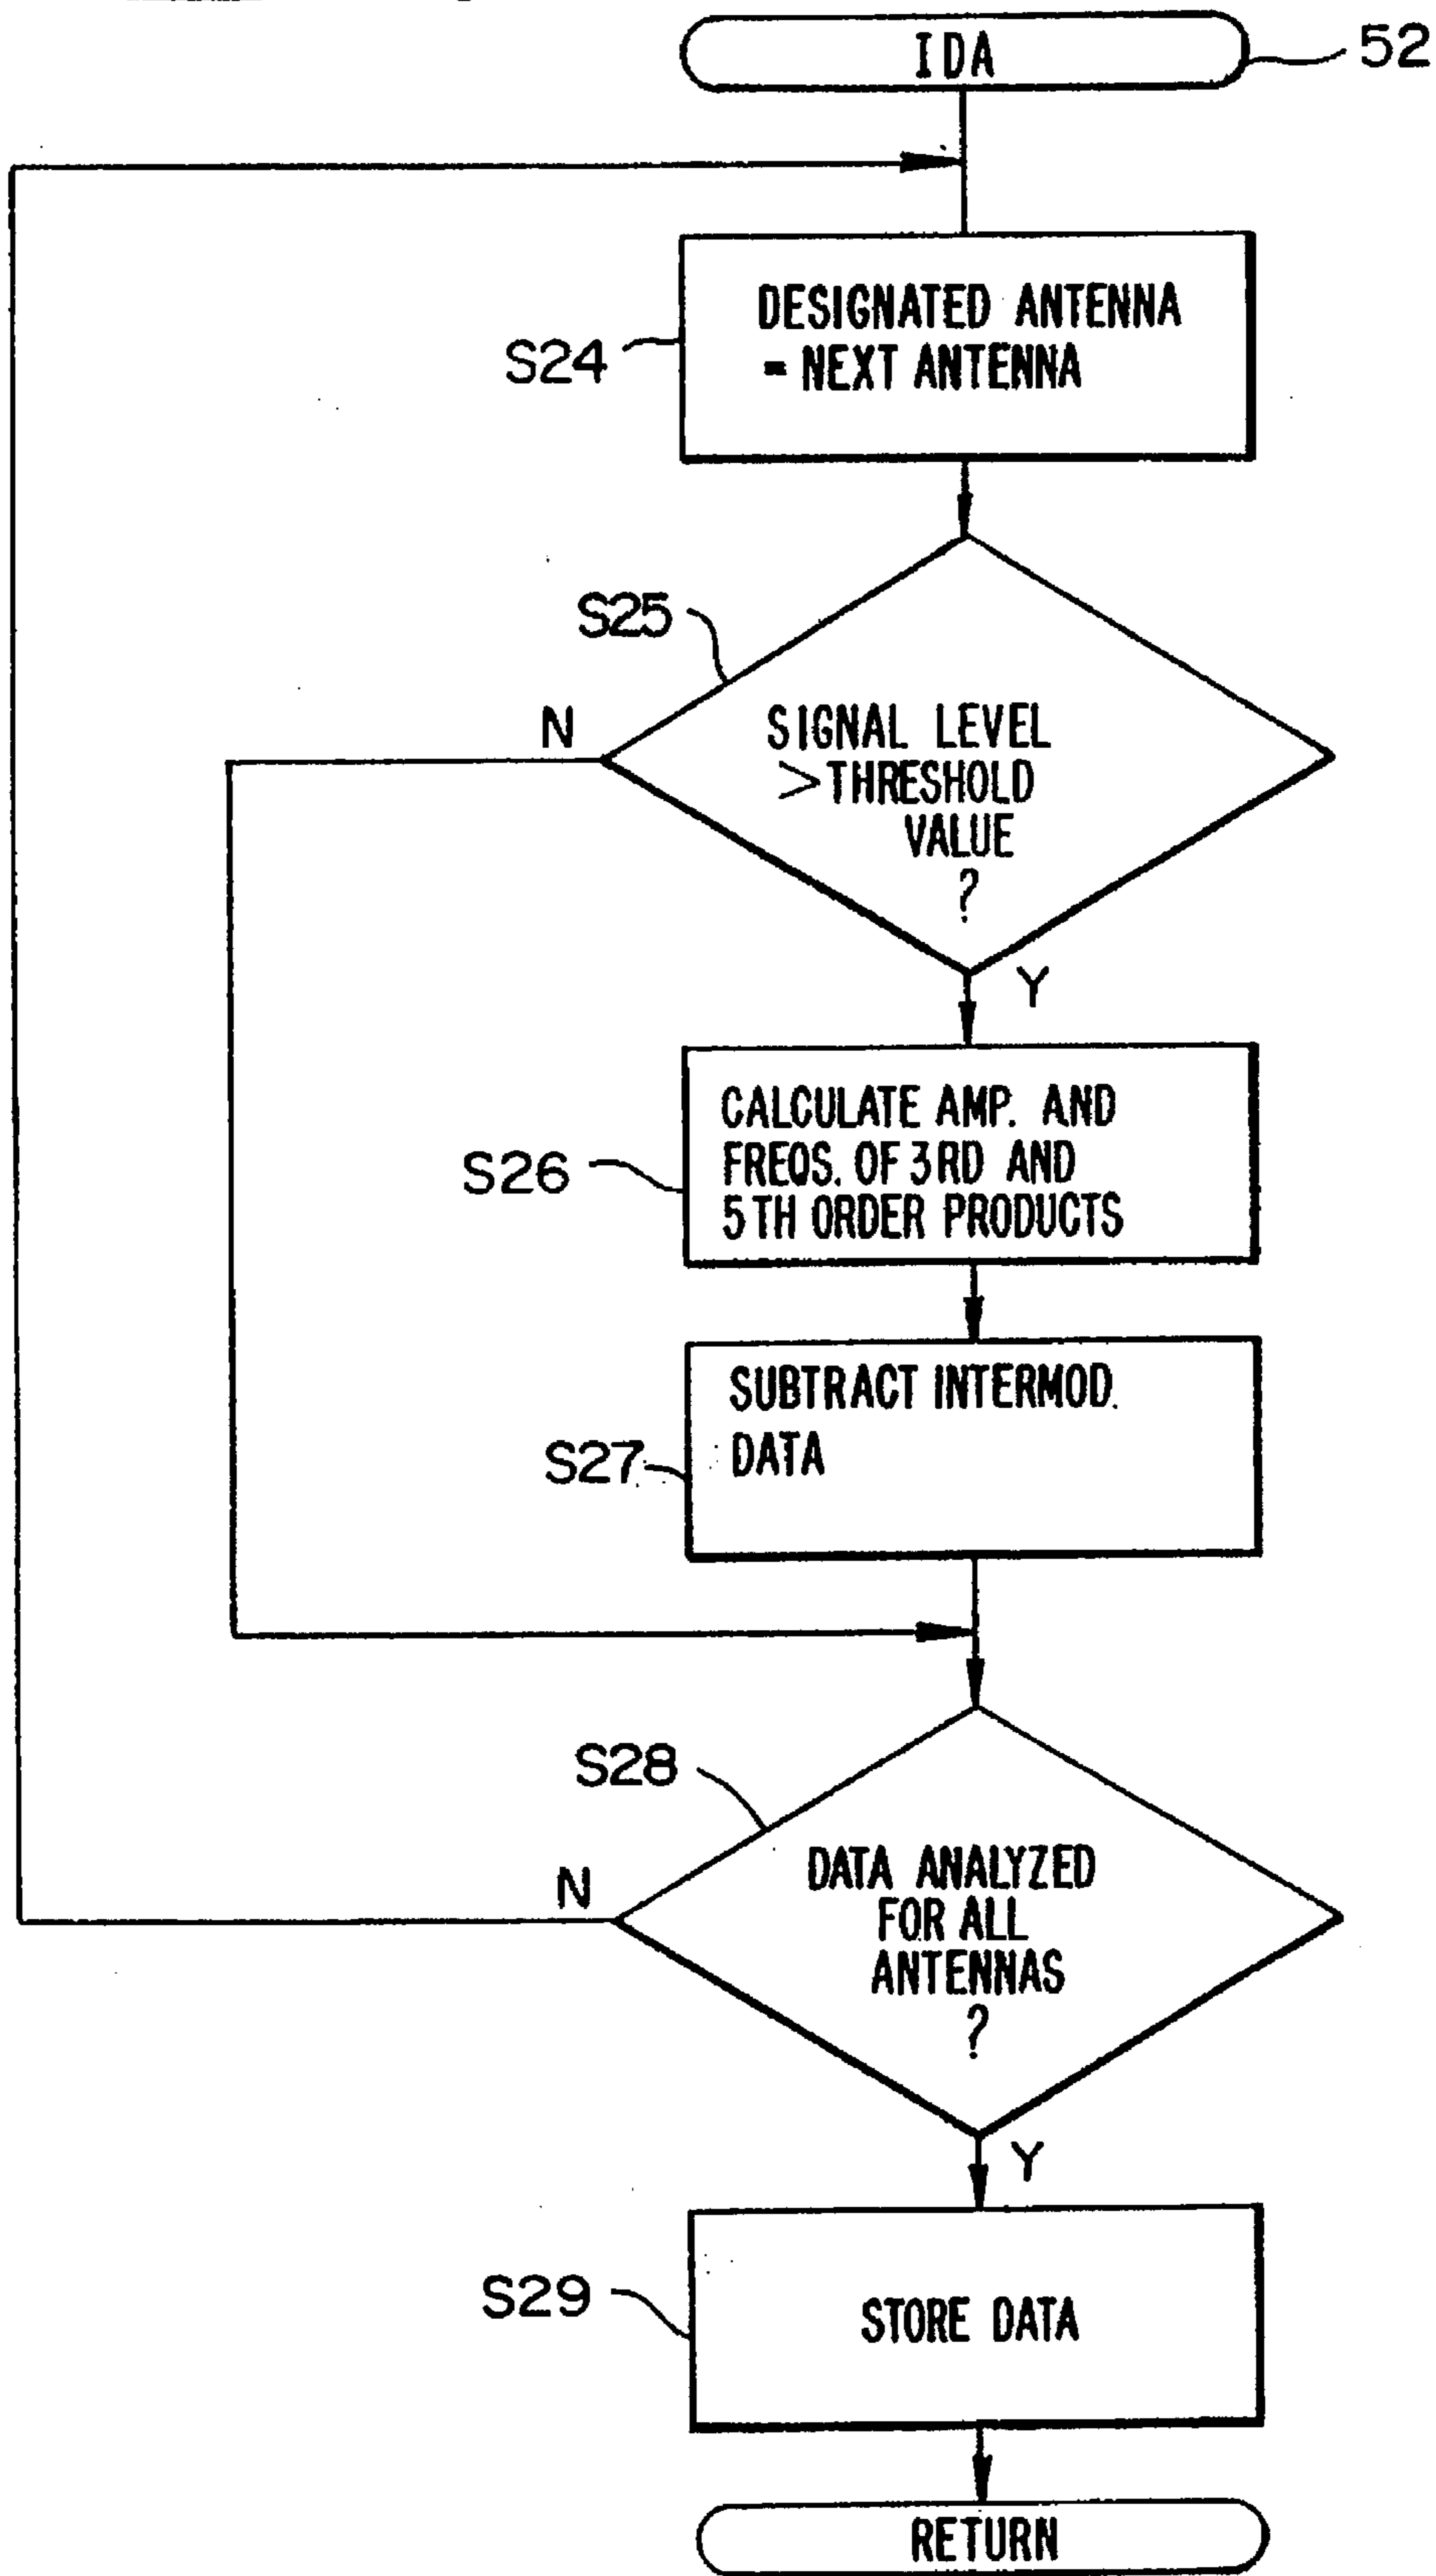 IDA
52
DESIGNATED ANTENNA
= NEXT ANTENNA
S24
S25
N
SIGNAL LEVEL
>THRESHOLD
VALUE
?
Y
CALCULATE AMP. AND
FREQS. OF 3RD AND
5TH ORDER PRODUCTS
S26
SUBTRACT INTERMOD.
DATA
S27
S28
N
DATA ANALYZED
FOR ALL
ANTENNAS
?
Y
S29
STORE DATA
RETURN